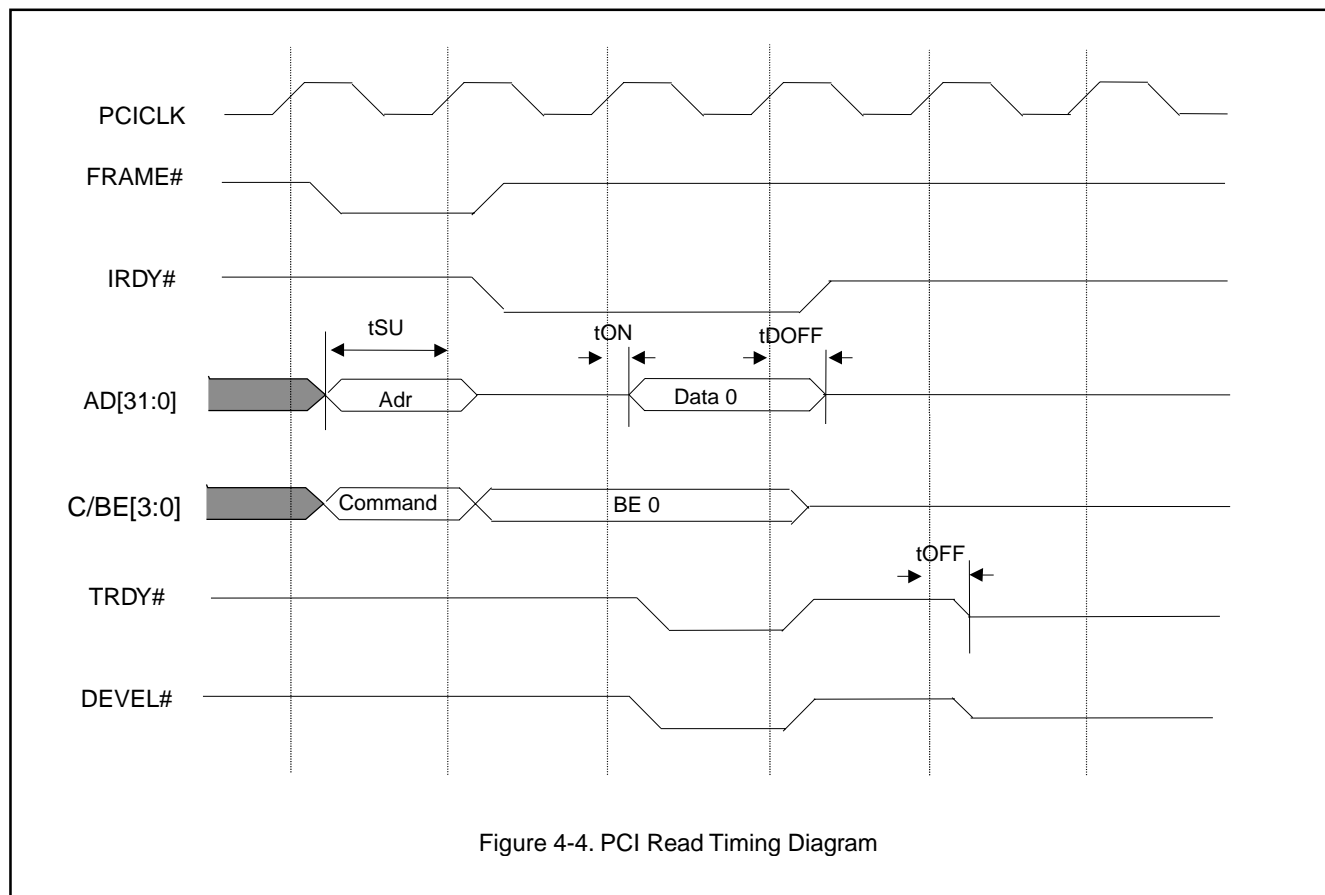 PCICLK
FRAME#
IRDY#
tSU
tON
tDOFF
AD[31:0]
Adr
Data 0
C/BE[3:0]
Command
BE 0
tOFF
TRDY#
DEVEL#
Figure 4-4. PCI Read Timing Diagram